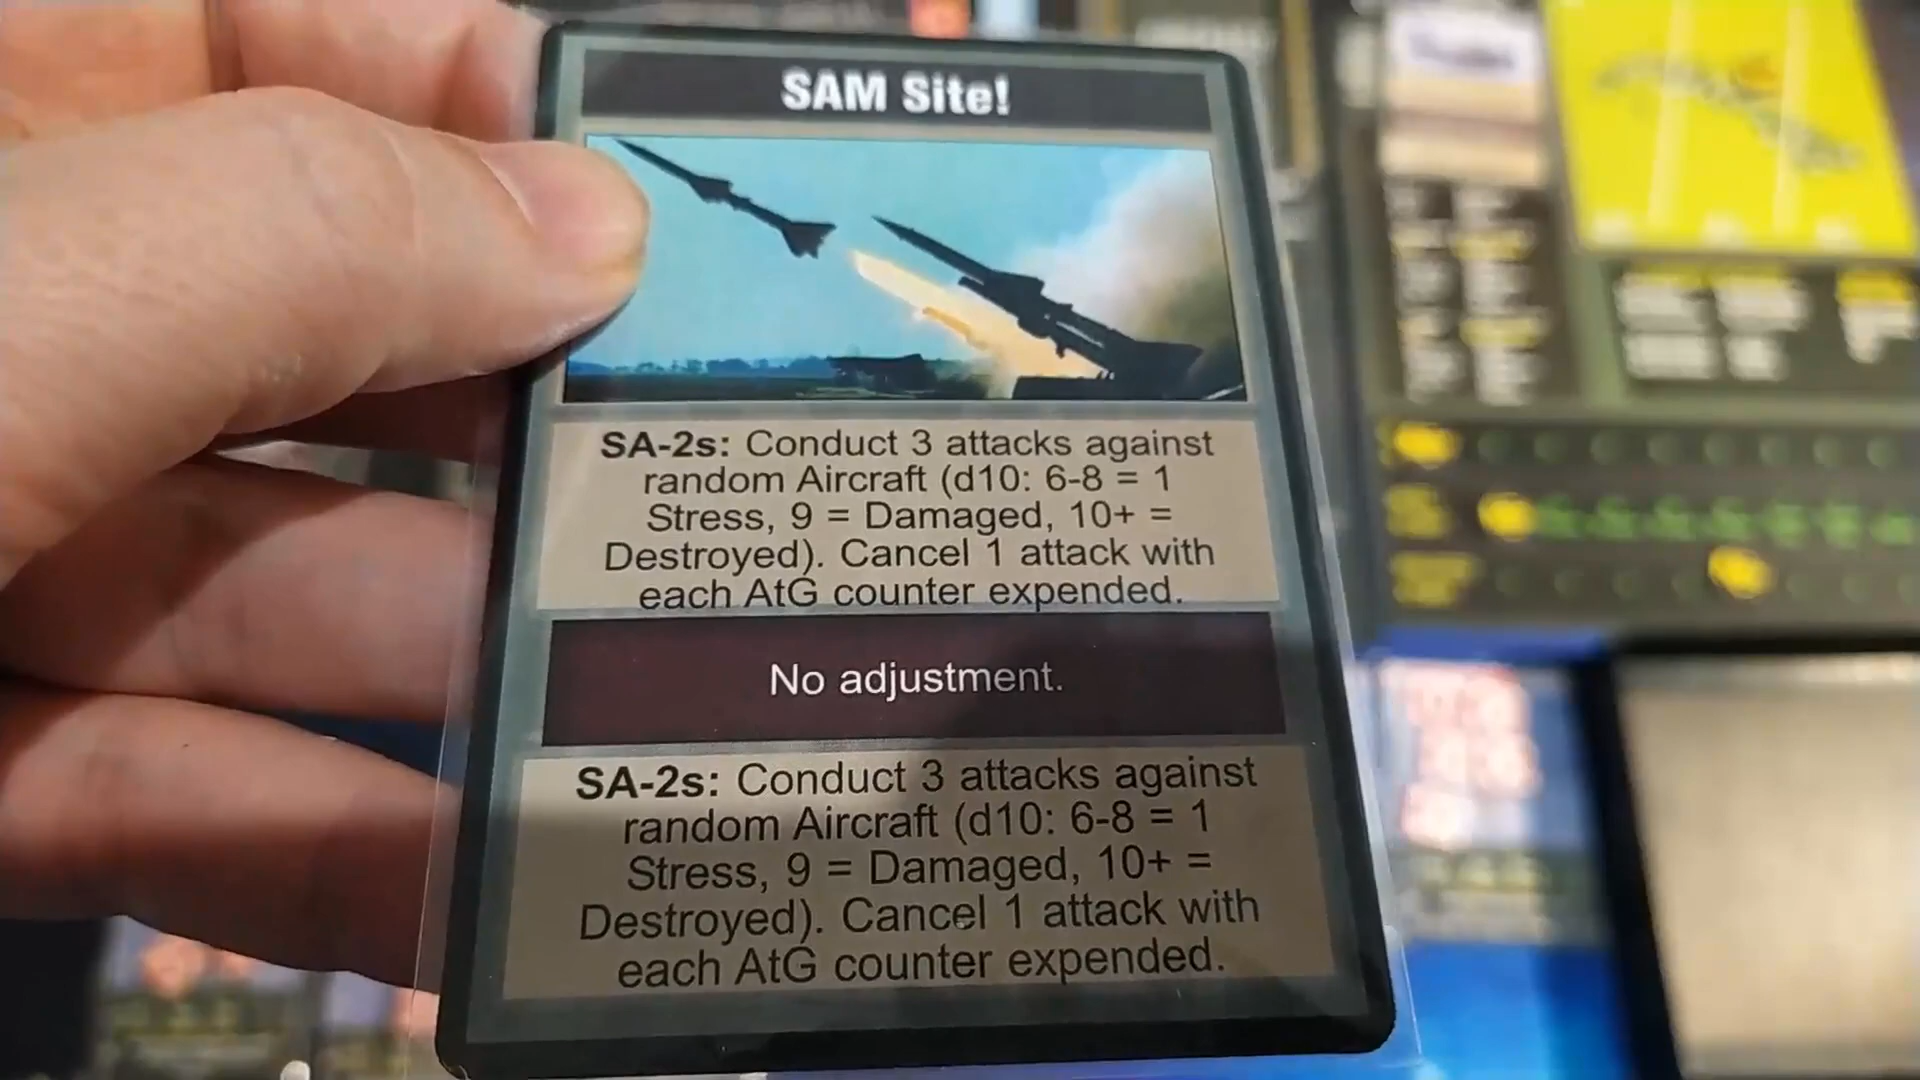 SAM Site!
SA-2s: Conduct 3 attacks against
random Aircraft (d10: 6-8 = 1
Stress, 9 = Damaged, 10+ =
Destroyed). Cancel 1 attack with
each AtG counter expended.
No adjustment.
SA-2s: Conduct 3 attacks against
random Aircraft (d10: 6-8 = 1
Stress, 9 = Damaged, 10+ =
Destroyed). Cancel 1 attack with
each AtG counter expended.